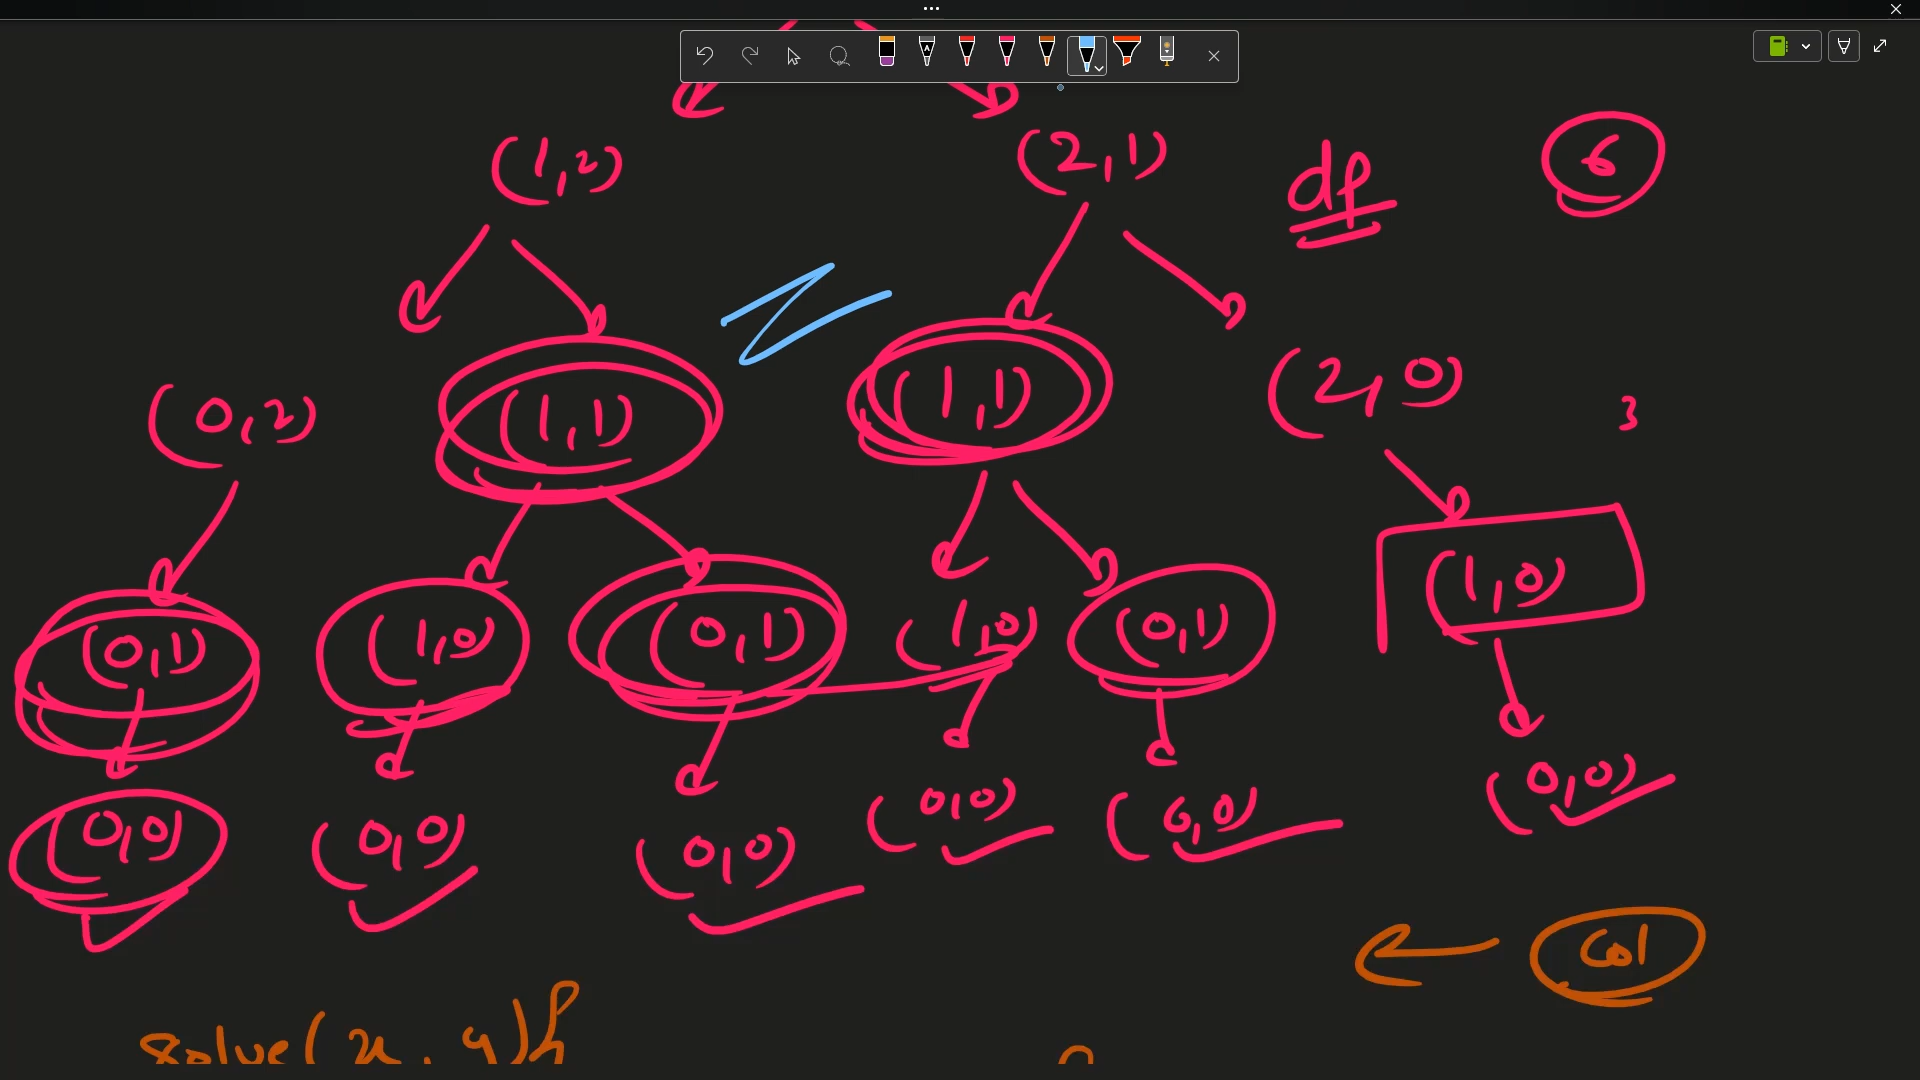 (1,2) (2,1) dp 6
(0,2) (1,1) (1,1) (2,0) 3
(0,1) (1,0) (0,1) (1,0) (0,1) (1,0)
(0,0) (0,0) (0,0) (0,0) (0,0) (0,0)
col
solve(x, y){